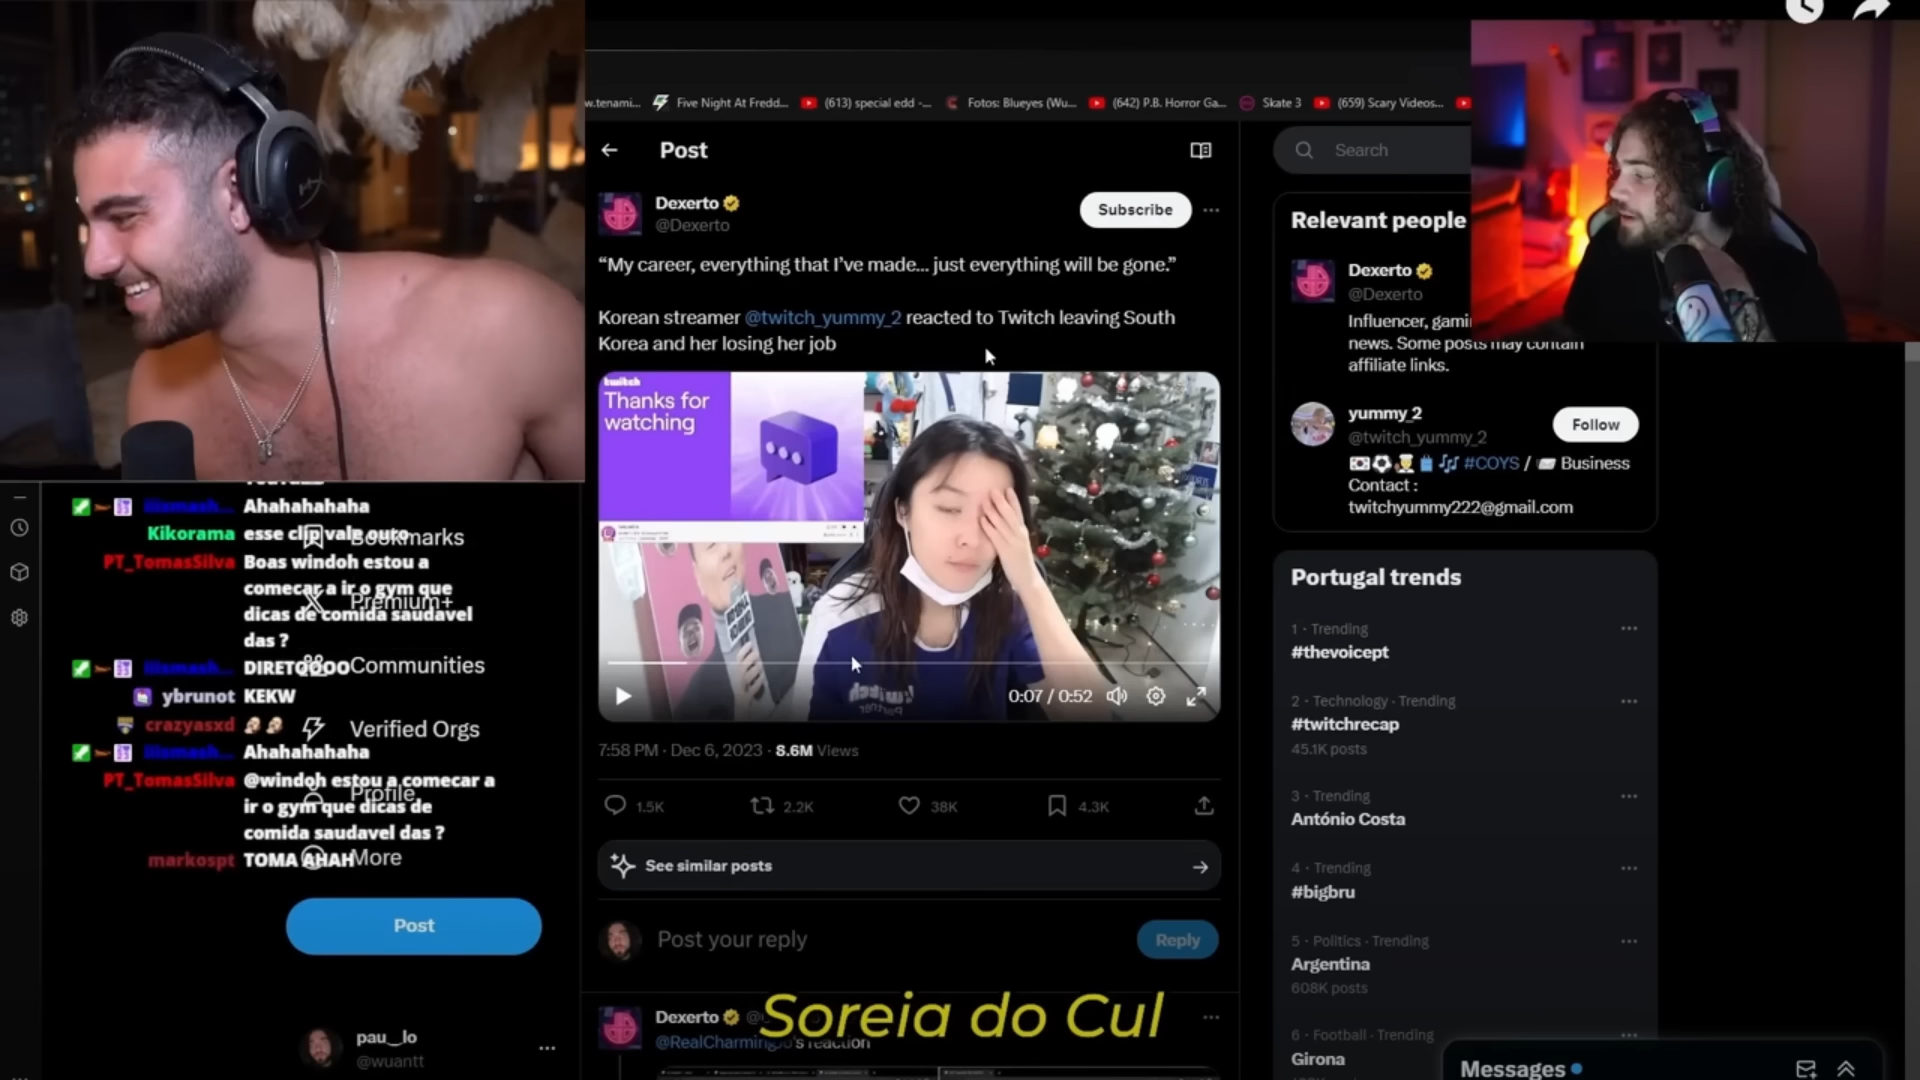 w.tenami...
Five Night At Fredd...
(613) special edd -...
Fotos: Blueyes (Wu...
(642) P.B. Horror Ga...
Skate 3
(659) Scary Videos...
Post
Dexerto
@Dexerto
Subscribe
“My career, everything that I’ve made... just everything will be gone.”
Korean streamer @twitch_yummy_2 reacted to Twitch leaving South
Korea and her losing her job
twitch
Thanks for
watching
0:07 / 0:52
7:58 PM · Dec 6, 2023 · 8.6M Views
1.5K
2.2K
38K
4.3K
See similar posts
Post your reply
Reply
Dexerto
@RealCharming
's reaction
Soreia do Cul
Search
Relevant people
Dexerto
@Dexerto
Influencer, gami
news. Some posts may contain
affiliate links.
yummy_2
@twitch_yummy_2
Follow
#COYS / Business
Contact :
twitchyummy222@gmail.com
Portugal trends
1 · Trending
#thevoicept
2 · Technology · Trending
#twitchrecap
45.1K posts
3 · Trending
António Costa
4 · Trending
#bigbru
5 · Politics · Trending
Argentina
608K posts
6 · Football · Trending
Girona
Messages
Ahahahahaha
Kikorama esse clip vale ouro
PT_TomasSilva Boas windoh estou a
comecar a ir o gym que
dicas de comida saudavel
das ?
DIRETOOOO
ybrunot KEKW
crazyasxd
Ahahahahaha
PT_TomasSilva @windoh estou a comecar a
ir o gym que dicas de
comida saudavel das ?
markospt TOMA AHAH
Bookmarks
Premium+
Communities
Verified Orgs
Profile
More
Post
pau_lo
@wuantt